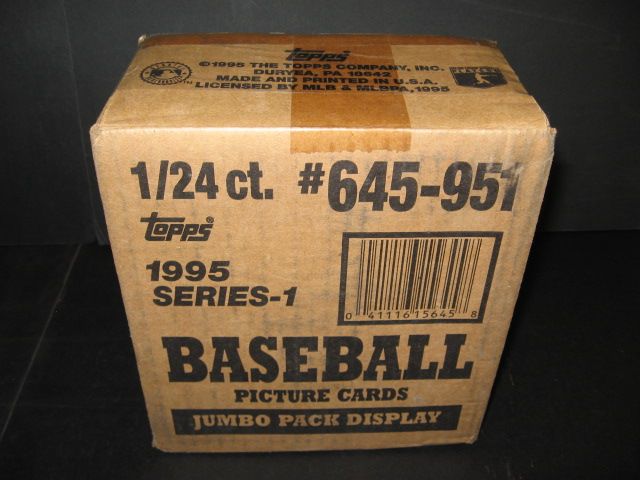 topps
©1995 THE TOPPS COMPANY, INC.
DURYEA, PA 18642
MADE AND PRINTED IN U.S.A.
LICENSED BY MLB & MLBPA, 1995
PLAYERS
1/24 ct. #645-951
topps
1995
SERIES-1
0 41116 15645 8
BASEBALL
PICTURE CARDS
JUMBO PACK DISPLAY